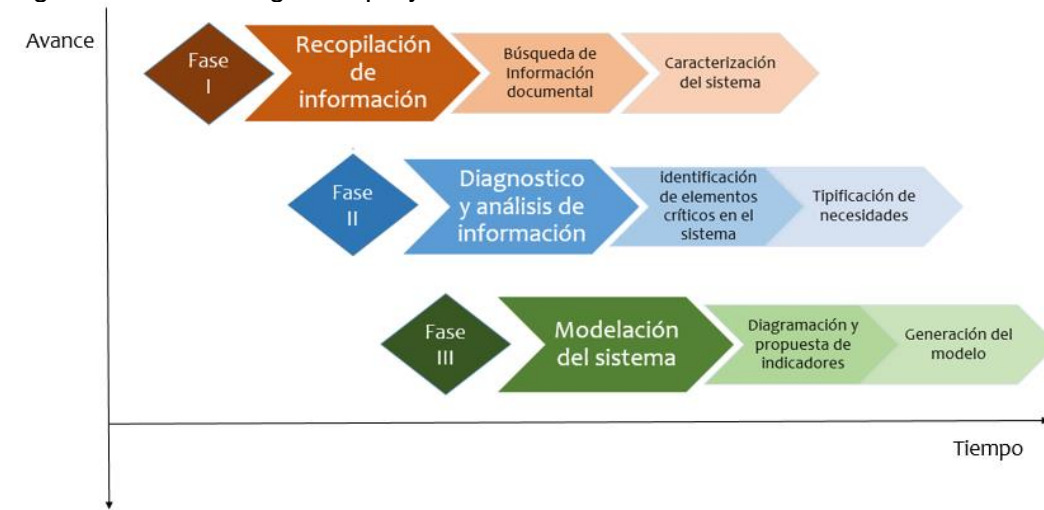 Avance
Fase
I
Recopilación
de
información
Búsqueda de
Información
documental
Caracterización
del sistema
Fase
II
Diagnostico
y análisis de
información
identificación
de elementos
críticos en el
sistema
Tipificación de
necesidades
Fase
III
Modelación
del sistema
Diagramación y
propuesta de
indicadores
Generación del
modelo
Tiempo